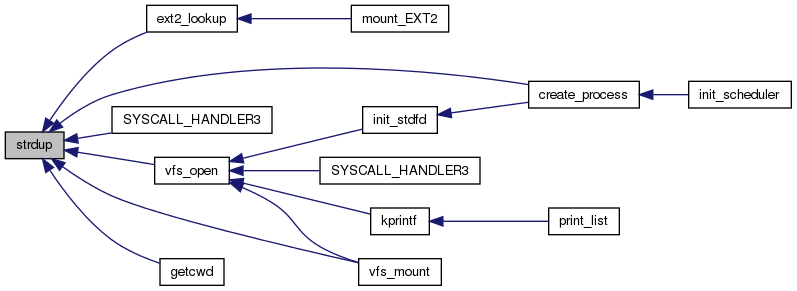 ext2_lookup
mount_EXT2
create_process
init_scheduler
SYSCALL_HANDLER3
init_stdfd
strdup
vfs_open
SYSCALL_HANDLER3
kprintf
print_list
getcwd
vfs_mount